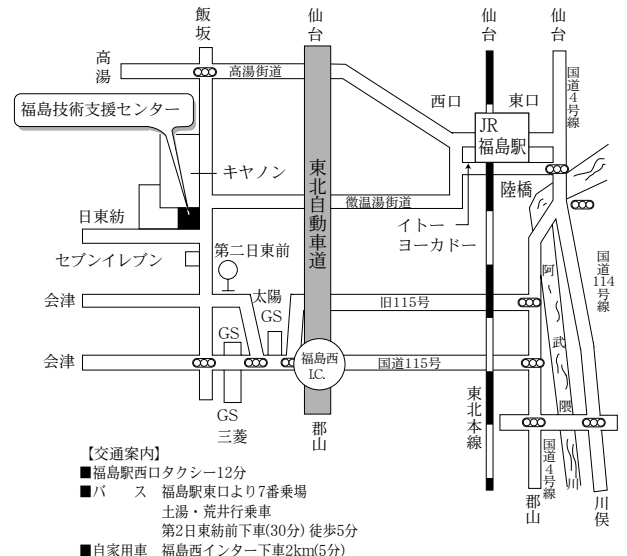 飯坂
仙台
仙台
仙台
高湯
高湯街道
国道4号線
西口
東口
JR
福島駅
福島技術支援センター
キヤノン
東北自動車道
陸橋
微温湯街道
日東紡
イトー
ヨーカドー
第二日東前
セブンイレブン
国道114号線
阿武隈
会津
太陽
GS
旧115号
GS
会津
福島西
I.C.
国道115号
東北本線
GS
三菱
郡山
国道4号線
郡山
川俣
【交通案内】
■福島駅西口タクシー12分
■バ　　ス　福島駅東口より7番乗場
土湯・荒井行乗車
第2日東紡前下車(30分) 徒歩5分
■自家用車　福島西インター下車2km(5分)